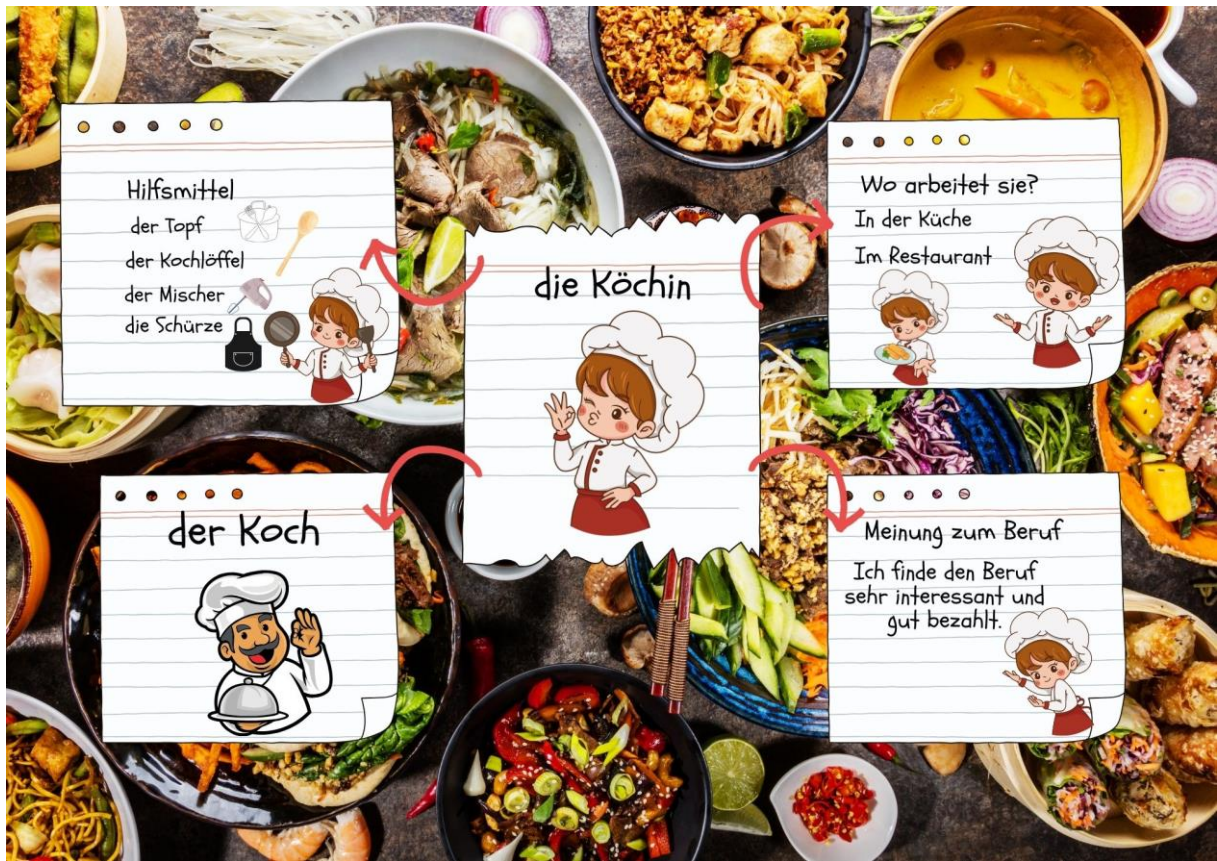 Hilfsmittel
der Topf
der Kochlöffel
der Mischer
die Schürze
die Köchin
Wo arbeitet sie?
In der Küche
Im Restaurant
der Koch
Meinung zum Beruf
Ich finde den Beruf
sehr interessant und
gut bezahlt.